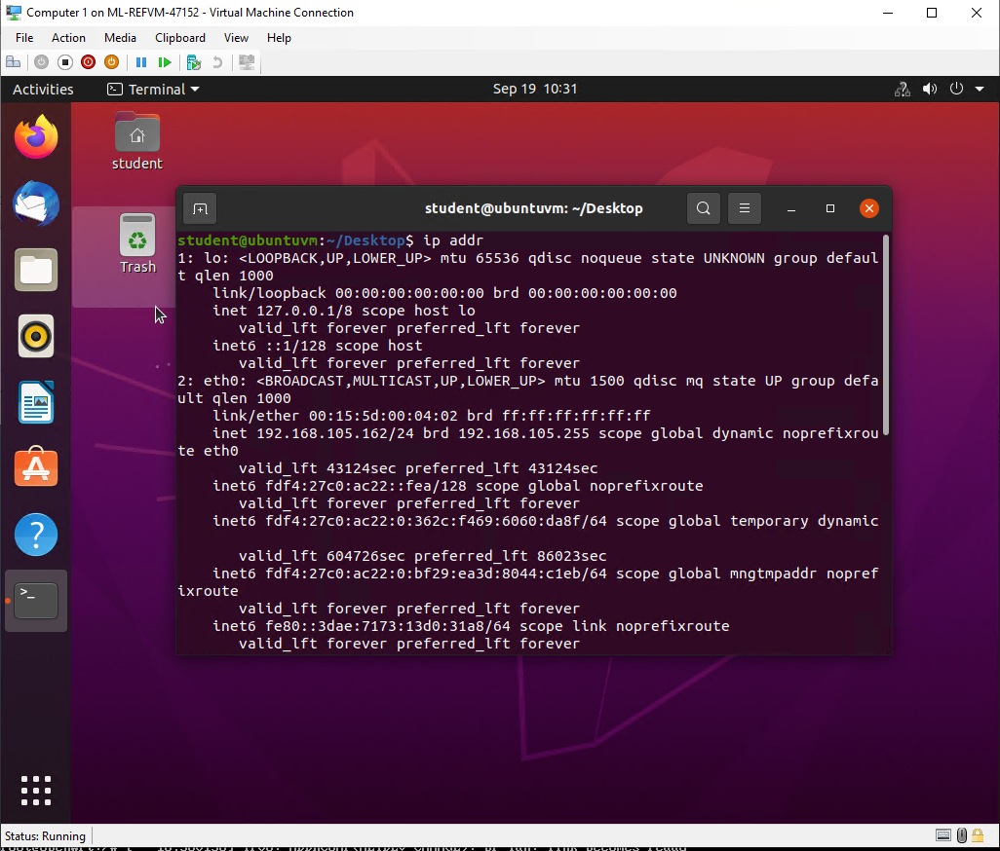 Computer 1 on ML-REFVM-47152 - Virtual Machine Connection
File Action Media Clipboard View Help
Activities Terminal Sep 19 10:31
student
Trash
student@ubuntuvm: ~/Desktop
student@ubuntuvm:~/Desktop$ ip addr
1: lo: <LOOPBACK,UP,LOWER_UP> mtu 65536 qdisc noqueue state UNKNOWN group defaul
t qlen 1000
link/loopback 00:00:00:00:00:00 brd 00:00:00:00:00:00
inet 127.0.0.1/8 scope host lo
valid_lft forever preferred_lft forever
inet6 ::1/128 scope host
valid_lft forever preferred_lft forever
2: eth0: <BROADCAST,MULTICAST,UP,LOWER_UP> mtu 1500 qdisc mq state UP group defa
ult qlen 1000
link/ether 00:15:5d:00:04:02 brd ff:ff:ff:ff:ff:ff
inet 192.168.105.162/24 brd 192.168.105.255 scope global dynamic noprefixrou
te eth0
valid_lft 43124sec preferred_lft 43124sec
inet6 fdf4:27c0:ac22::fea/128 scope global noprefixroute
valid_lft forever preferred_lft forever
inet6 fdf4:27c0:ac22:0:362c:f469:6060:da8f/64 scope global temporary dynamic
valid_lft 604726sec preferred_lft 86023sec
inet6 fdf4:27c0:ac22:0:bf29:ea3d:8044:c1eb/64 scope global mngtmpaddr nopref
ixroute
valid_lft forever preferred_lft forever
inet6 fe80::3dae:7173:13d0:31a8/64 scope link noprefixroute
valid_lft forever preferred_lft forever
Status: Running